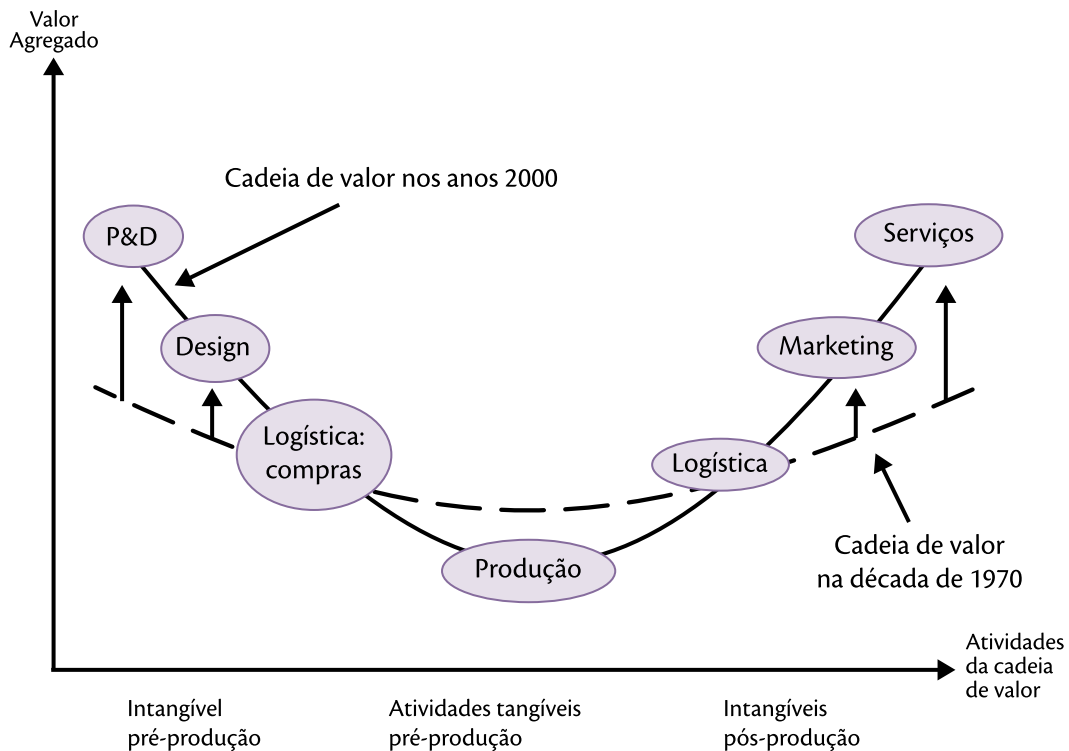 Valor
Agregado
Cadeia de valor nos anos 2000
P&D
Serviços
Design
Marketing
Logística:
compras
Logística
Produção
Cadeia de valor
na década de 1970
Atividades
da cadeia
de valor
Intangível
pré-produção
Atividades tangíveis
pré-produção
Intangíveis
pós-produção